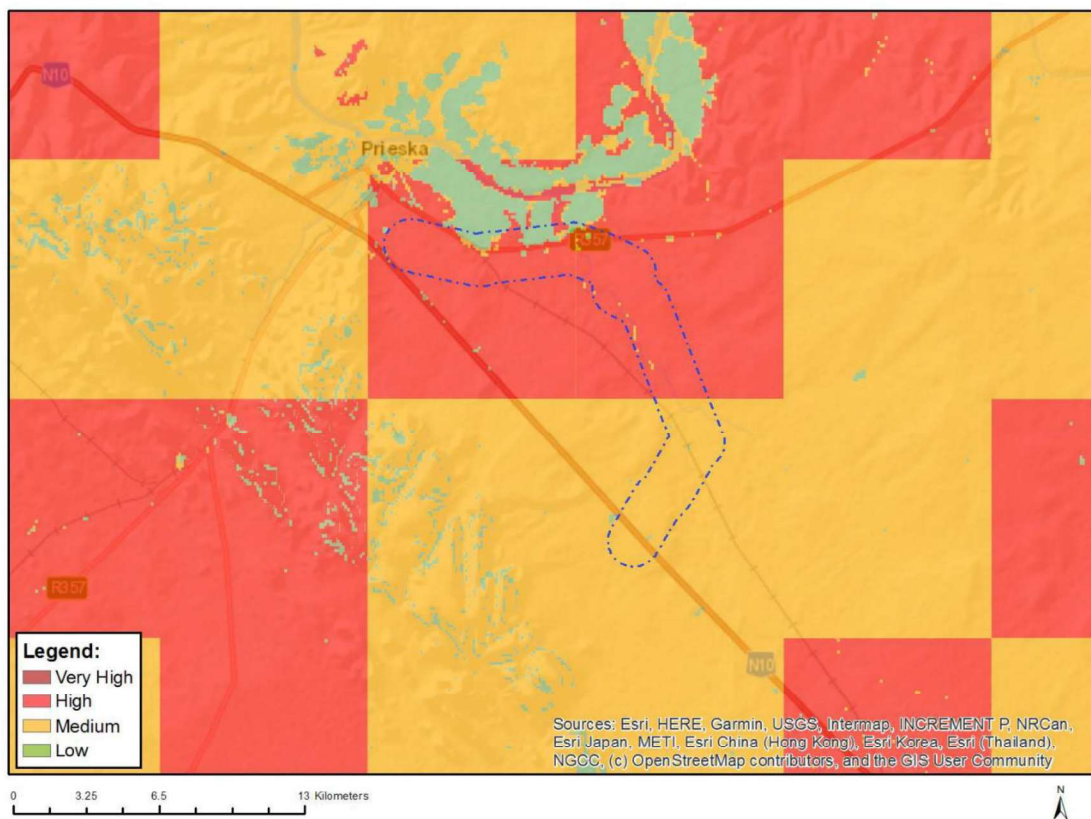 N10
Prieska
R357
R357
N10
Legend:
Very High
High
Medium
Low
Sources: Esri, HERE, Garmin, USGS, Intermap, INCREMENT P, NRCan,
Esri Japan, METI, Esri China (Hong Kong), Esri Korea, Esri (Thailand),
NGCC, (c) OpenStreetMap contributors, and the GIS User Community
0 3.25 6.5 13 Kilometers
N